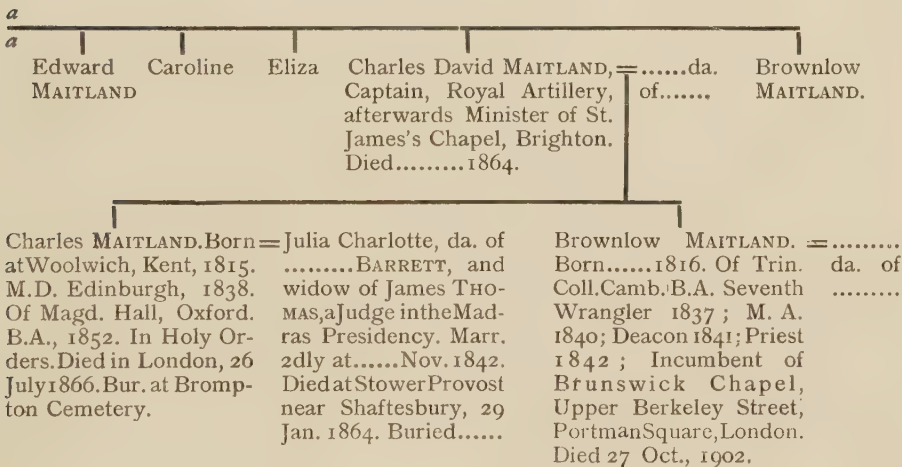 a
a
Edward
MAITLAND
Caroline
Eliza
Charles David MAITLAND,=......da.
Captain, Royal Artillery, of.......
afterwards Minister of St.
James's Chapel, Brighton.
Died.........1864.
Brownlow
MAITLAND.
Charles MAITLAND.Born=
at Woolwich, Kent, 1815.
M.D. Edinburgh, 1838.
Of Magd. Hall, Oxford.
B.A., 1852. In Holy Or-
ders. Died in London, 26
July 1866. Bur. at Bromp-
ton Cemetery.
Julia Charlotte, da. of
.........BARRETT, and
widow of James THO-
MAS, a Judge in the Mad-
ras Presidency. Marr.
2dly at......Nov. 1842.
Died at Stower Provost
near Shaftesbury, 29
Jan. 1864. Buried......
Brownlow MAITLAND. =.........
Born......1816. Of Trin. da. of
Coll. Camb. B.A. Seventh .........
Wrangler 1837; M.A.
1840; Deacon 1841; Priest
1842; Incumbent of
Brunswick Chapel,
Upper Berkeley Street,
Portman Square, London.
Died 27 Oct., 1902.